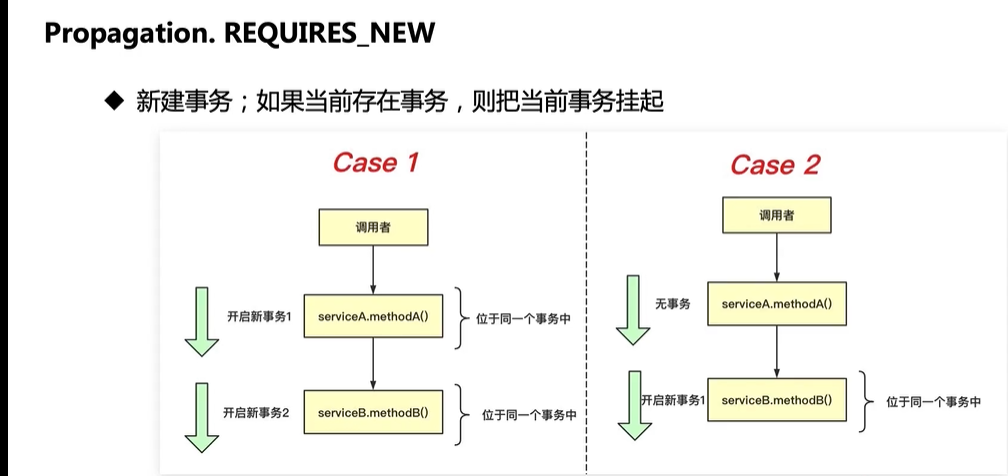 Propagation. REQUIRES_NEW
◆ 新建事务；如果当前存在事务，则把当前事务挂起
Case 1
调用者
开启新事务1
serviceA.methodA()
位于同一个事务中
开启新事务2
serviceB.methodB()
位于同一个事务中
Case 2
调用者
无事务
serviceA.methodA()
开启新事务1
serviceB.methodB()
位于同一个事务中